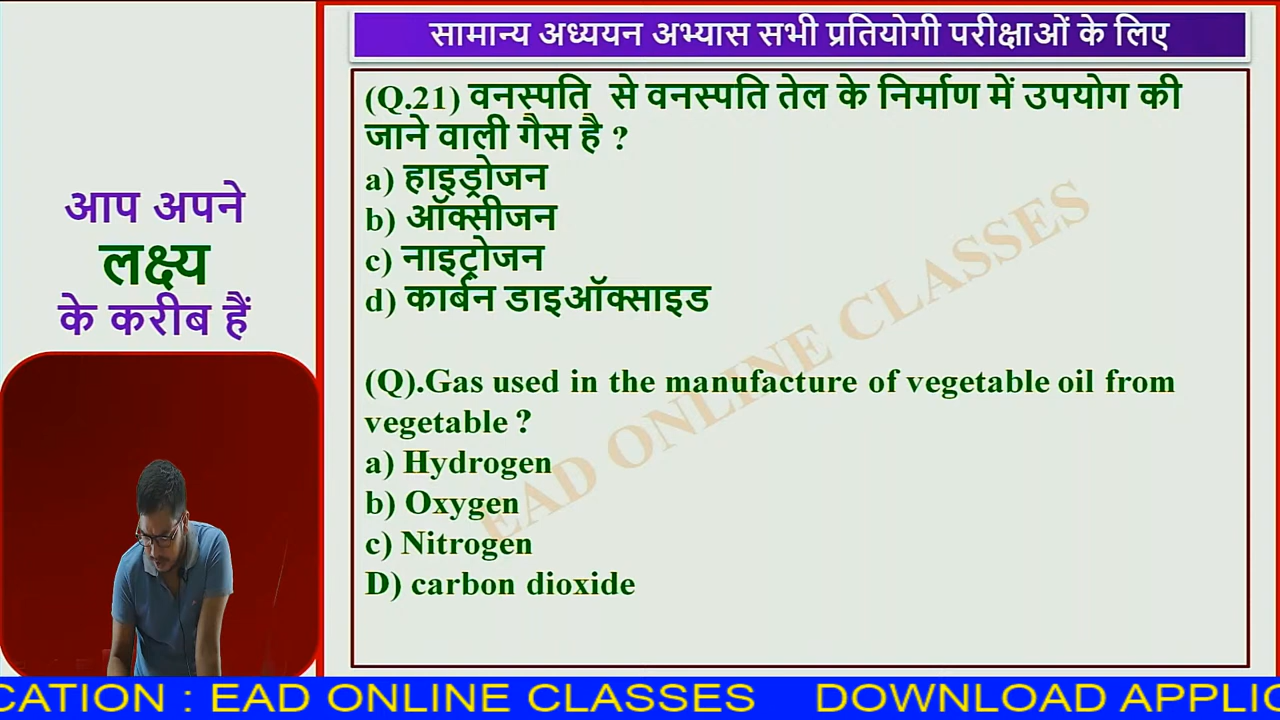 सामान्य अध्ययन अभ्यास सभी प्रतियोगी परीक्षाओं के लिए
(Q.21) वनस्पति से वनस्पति तेल के निर्माण में उपयोग की
जाने वाली गैस है ?
a) हाइड्रोजन
b) ऑक्सीजन
c) नाइट्रोजन
d) कार्बन डाइऑक्साइड
(Q).Gas used in the manufacture of vegetable oil from
vegetable ?
a) Hydrogen
b) Oxygen
c) Nitrogen
D) carbon dioxide
EAD ONLINE CLASSES
आप अपने
लक्ष्य
के करीब हैं
CATION : EAD ONLINE CLASSES DOWNLOAD APPLIC